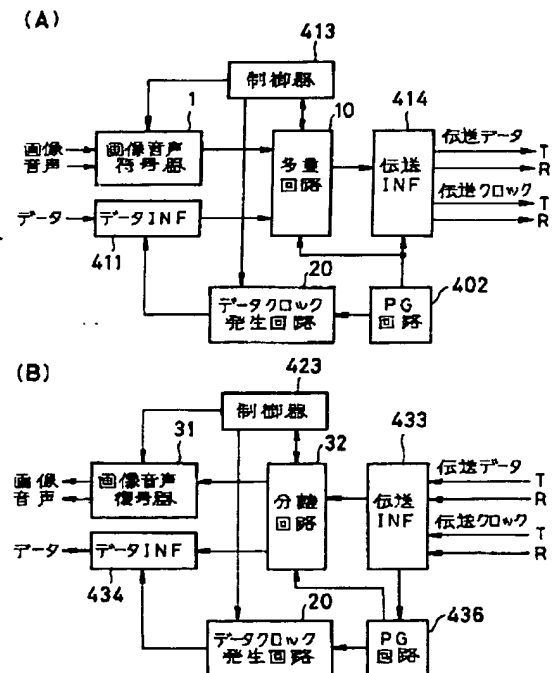 (A)
413
制御器
1
10
414
画像
音声
画像音声
符号器
多量
回路
伝送
INF
伝送データ
T
R
伝送クロック
T
R
データ
データINF
411
20
402
データクロック
発生回路
PG
回路
(B)
423
制御器
31
32
433
画像
音声
画像音声
復号器
分離
回路
伝送
INF
伝送データ
T
R
伝送クロック
T
R
データ
データINF
434
20
436
データクロック
発生回路
PG
回路